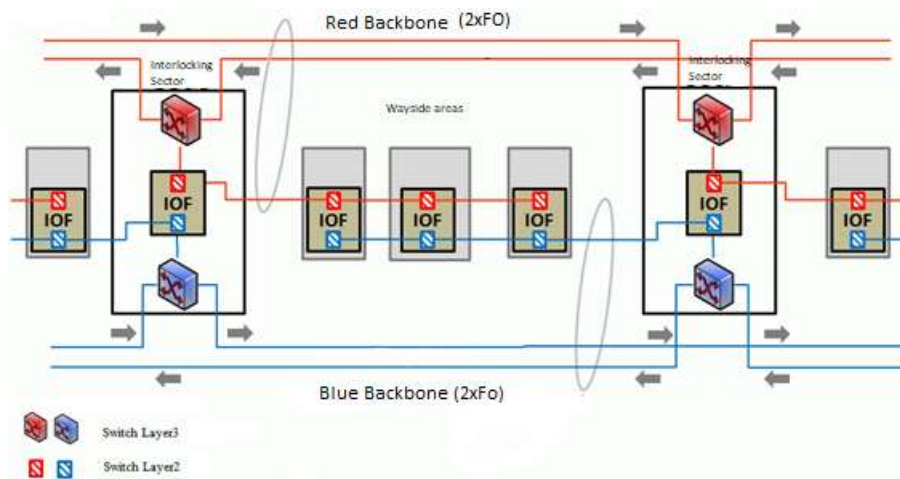 Red Backbone (2xFO)
Interlocking
Sector
Interlocking
Sector
Wayside areas
IOF
IOF
IOF
IOF
IOF
IOF
IOF
Blue Backbone (2xFo)
Switch Layer3
Switch Layer2